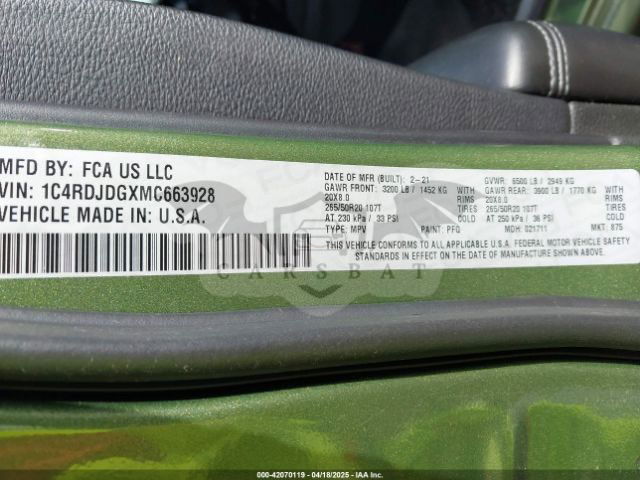 MFD BY: FCA US LLC
VIN: 1C4RDJDGXMC663928
VEHICLE MADE IN: U.S.A.
DATE OF MFR (BUILT): 2-21 GVWR: 6500 LB / 2949 KG
GAWR FRONT: 3200 LB / 1452 KG WITH GAWR REAR: 3900 LB / 1770 KG WITH
20X8.0 RIMS 20X8.0 RIMS
265/50R20 107T TIRES 265/50R20 107T TIRES
AT 230 kPa / 33 PSI COLD AT 250 kPa / 36 PSI COLD
TYPE: MPV PAINT: PFQ MDH: 021711 MKT: 875
THIS VEHICLE CONFORMS TO ALL APPLICABLE U.S.A. FEDERAL MOTOR VEHICLE SAFETY
STANDARDS IN EFFECT ON THE DATE OF MANUFACTURE SHOWN ABOVE.
CARSBAT
000-42070119 - 04/18/2025 - IAAI.COM